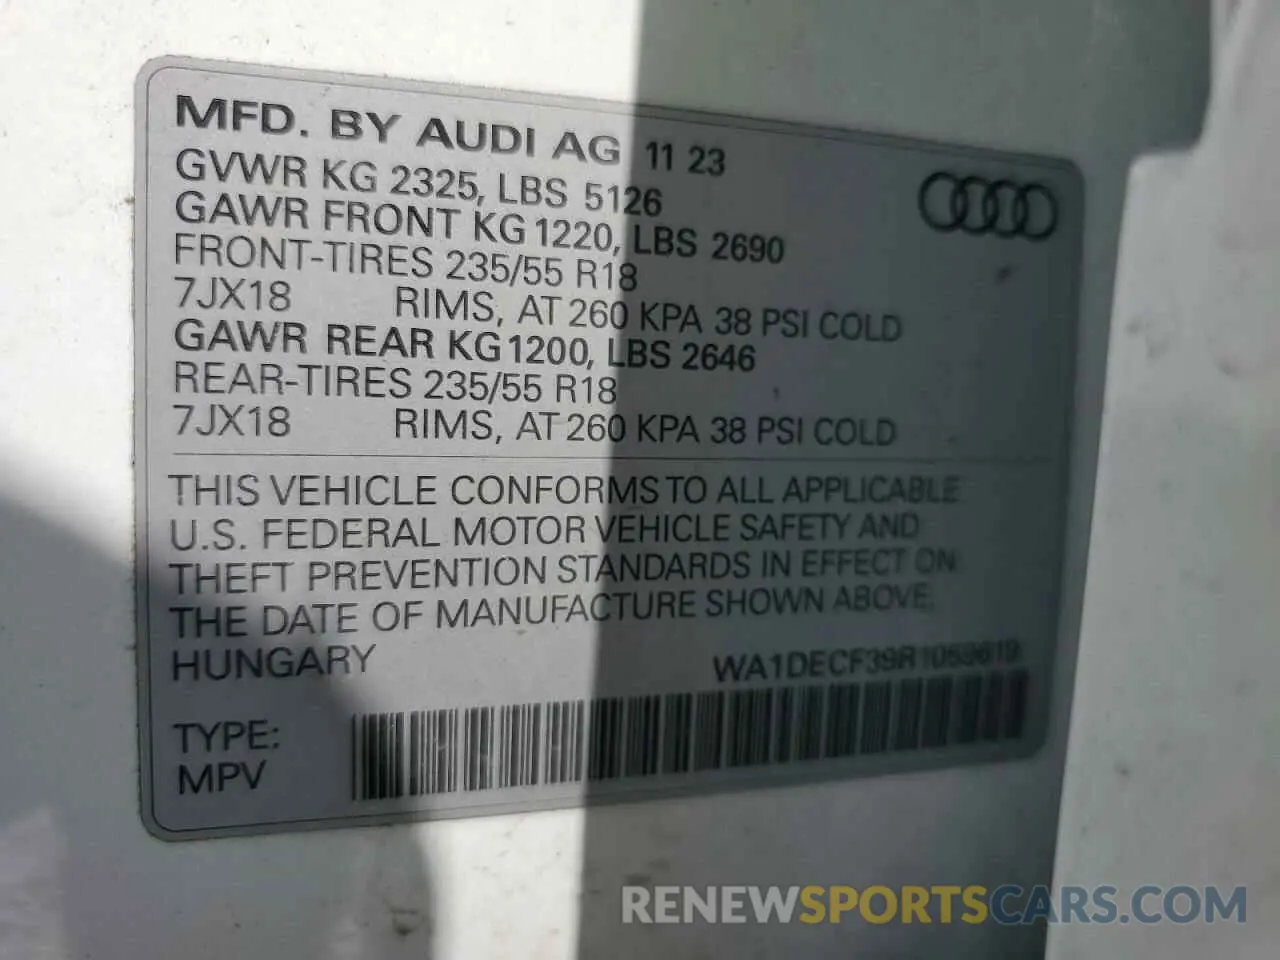 MFD. BY AUDI AG 11 23
GVWR KG 2325, LBS 5126
GAWR FRONT KG 1220, LBS 2690
FRONT-TIRES 235/55 R18
7JX18 RIMS, AT 260 KPA 38 PSI COLD
GAWR REAR KG 1200, LBS 2646
REAR-TIRES 235/55 R18
7JX18 RIMS, AT 260 KPA 38 PSI COLD
THIS VEHICLE CONFORMS TO ALL APPLICABLE
U.S. FEDERAL MOTOR VEHICLE SAFETY AND
THEFT PREVENTION STANDARDS IN EFFECT ON
THE DATE OF MANUFACTURE SHOWN ABOVE.
HUNGARY
WA1DECF39R1059619
TYPE:
MPV
RENEWSPORTSCARS.COM